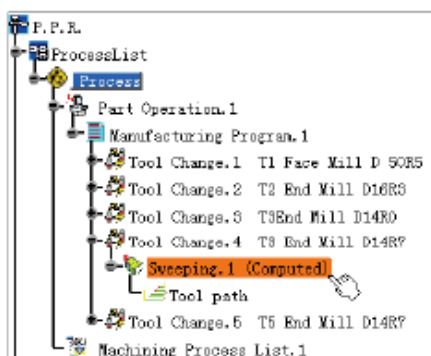 P.P.R.
ProcessList
Process
Part Operation.1
Manufacturing Program.1
Tool Change.1 T1 Face Mill D 50R5
Tool Change.2 T2 End Mill D16R3
Tool Change.3 T3End Mill D14R0
Tool Change.4 T3 End Mill D14R7
Sweeping.1 (Computed)
Tool path
Tool Change.5 T5 End Mill D14R7
Machining Process List.1